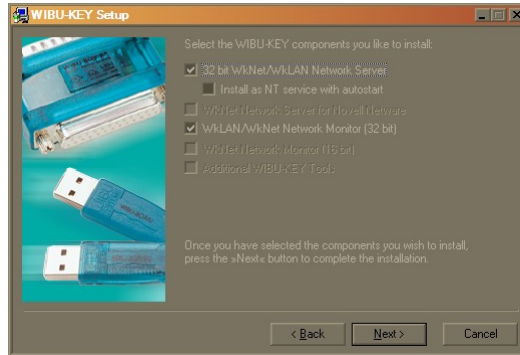 WIBU-KEY Setup
Select the WIBU-KEY components you like to install:
32 bit WkNet/WkLAN Network Server
Install as NT service with autostart
WkNet Network Server for Novell Netware
WkLAN/WkNet Network Monitor (32 bit)
WkNet Network Monitor (16 bit)
Additional WIBU-KEY Tools
Once you have selected the components you wish to install,
press the »Next« button to complete the installation.
< Back
Next >
Cancel